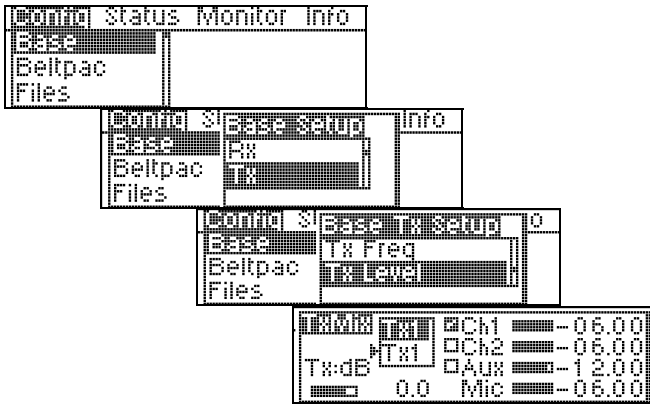 Config Status Monitor Info
Base
Beltpac
Files
Config S Base Setup Info
Base Rx
Beltpac Tx
Files
Config S Base Tx Setup o
Base Tx Freq
Beltpac Tx Level
Files
TxMix Tx1 Ch1 -06.00
Tx1 Ch2 -06.00
Tx:dB Aux -12.00
0.0 Mic -06.00